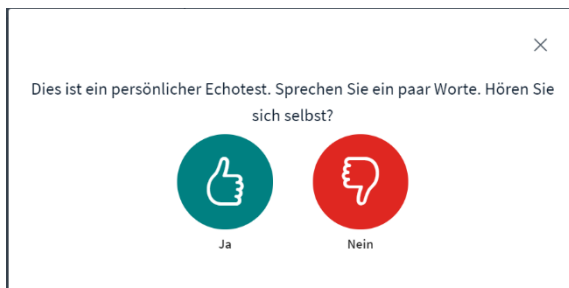 Dies ist ein persönlicher Echotest. Sprechen Sie ein paar Worte. Hören Sie
sich selbst?
Ja
Nein